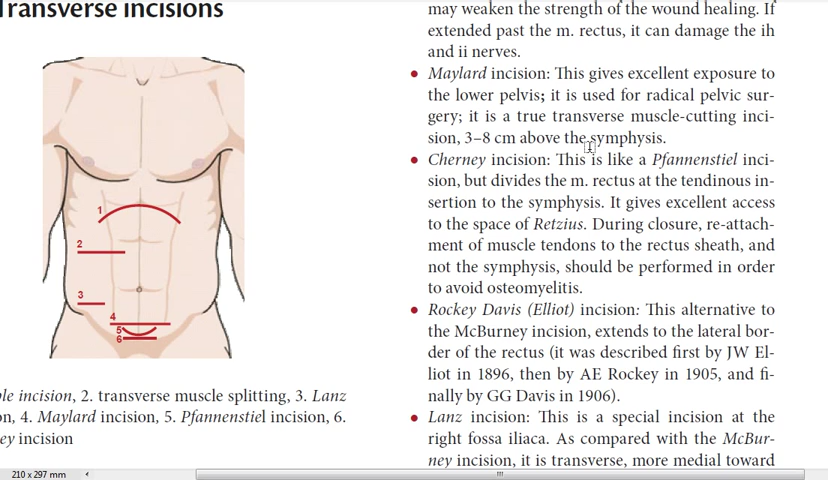 Transverse incisions
1
2
3
4
5
6
ple incision, 2. transverse muscle splitting, 3. Lanz
on, 4. Maylard incision, 5. Pfannenstiel incision, 6.
ey incision
may weaken the strength of the wound healing. If
extended past the m. rectus, it can damage the ih
and ii nerves.
• Maylard incision: This gives excellent exposure to
the lower pelvis; it is used for radical pelvic sur-
gery; it is a true transverse muscle-cutting inci-
sion, 3–8 cm above the symphysis.
• Cherney incision: This is like a Pfannenstiel inci-
sion, but divides the m. rectus at the tendinous in-
sertion to the symphysis. It gives excellent access
to the space of Retzius. During closure, re-attach-
ment of muscle tendons to the rectus sheath, and
not the symphysis, should be performed in order
to avoid osteomyelitis.
• Rockey Davis (Elliot) incision: This alternative to
the McBurney incision, extends to the lateral bor-
der of the rectus (it was described first by JW El-
liot in 1896, then by AE Rockey in 1905, and fi-
nally by GG Davis in 1906).
• Lanz incision: This is a special incision at the
right fossa iliaca. As compared with the McBur-
ney incision, it is transverse, more medial toward
210 x 297 mm